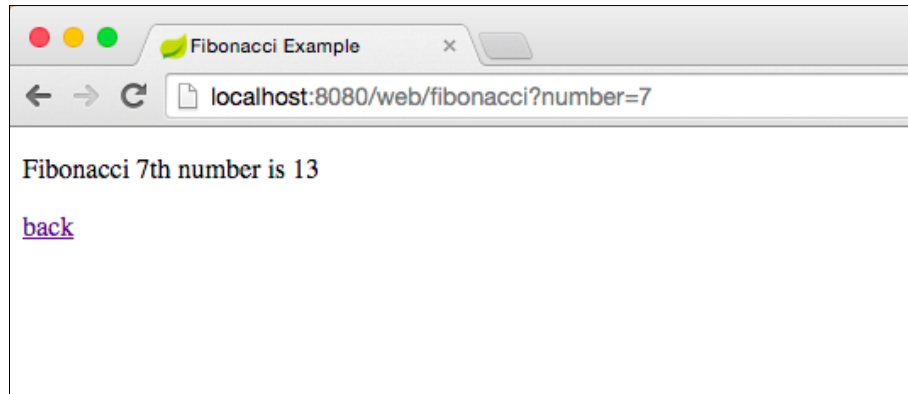 Fibonacci Example
localhost:8080/web/fibonacci?number=7
Fibonacci 7th number is 13
back